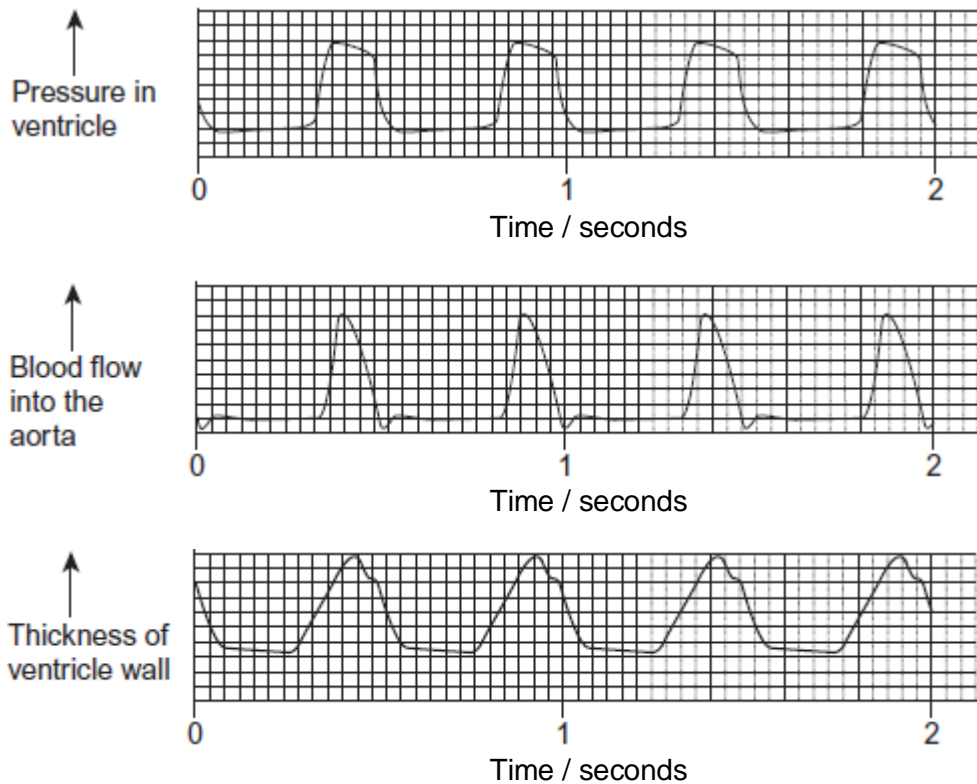 Pressure in
ventricle
0 1 2
Time / seconds
Blood flow
into the
aorta
0 1 2
Time / seconds
Thickness of
ventricle wall
0 1 2
Time / seconds